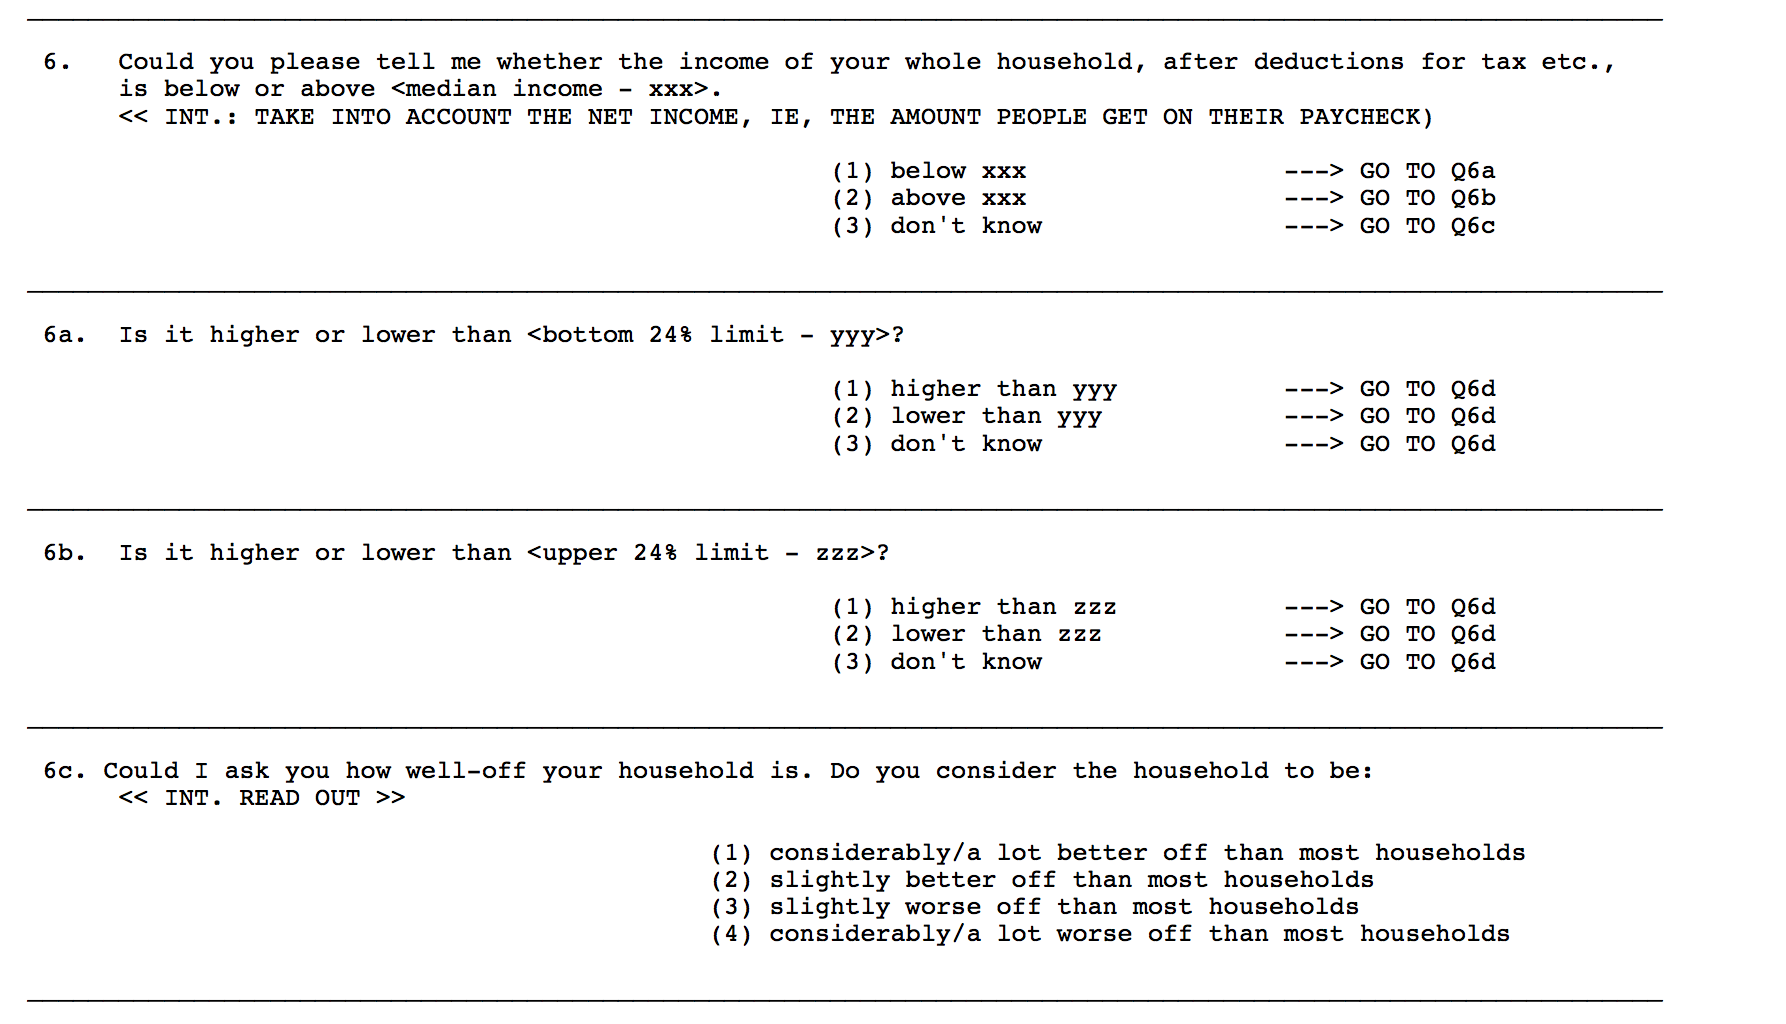 6. Could you please tell me whether the income of your whole household, after deductions for tax etc.,
is below or above <median income - xxx>.
<< INT.: TAKE INTO ACCOUNT THE NET INCOME, IE, THE AMOUNT PEOPLE GET ON THEIR PAYCHECK)
(1) below xxx ---> GO TO Q6a
(2) above xxx ---> GO TO Q6b
(3) don't know ---> GO TO Q6c
6a. Is it higher or lower than <bottom 24% limit - yyy>?
(1) higher than yyy ---> GO TO Q6d
(2) lower than yyy ---> GO TO Q6d
(3) don't know ---> GO TO Q6d
6b. Is it higher or lower than <upper 24% limit - zzz>?
(1) higher than zzz ---> GO TO Q6d
(2) lower than zzz ---> GO TO Q6d
(3) don't know ---> GO TO Q6d
6c. Could I ask you how well-off your household is. Do you consider the household to be:
<< INT. READ OUT >>
(1) considerably/a lot better off than most households
(2) slightly better off than most households
(3) slightly worse off than most households
(4) considerably/a lot worse off than most households